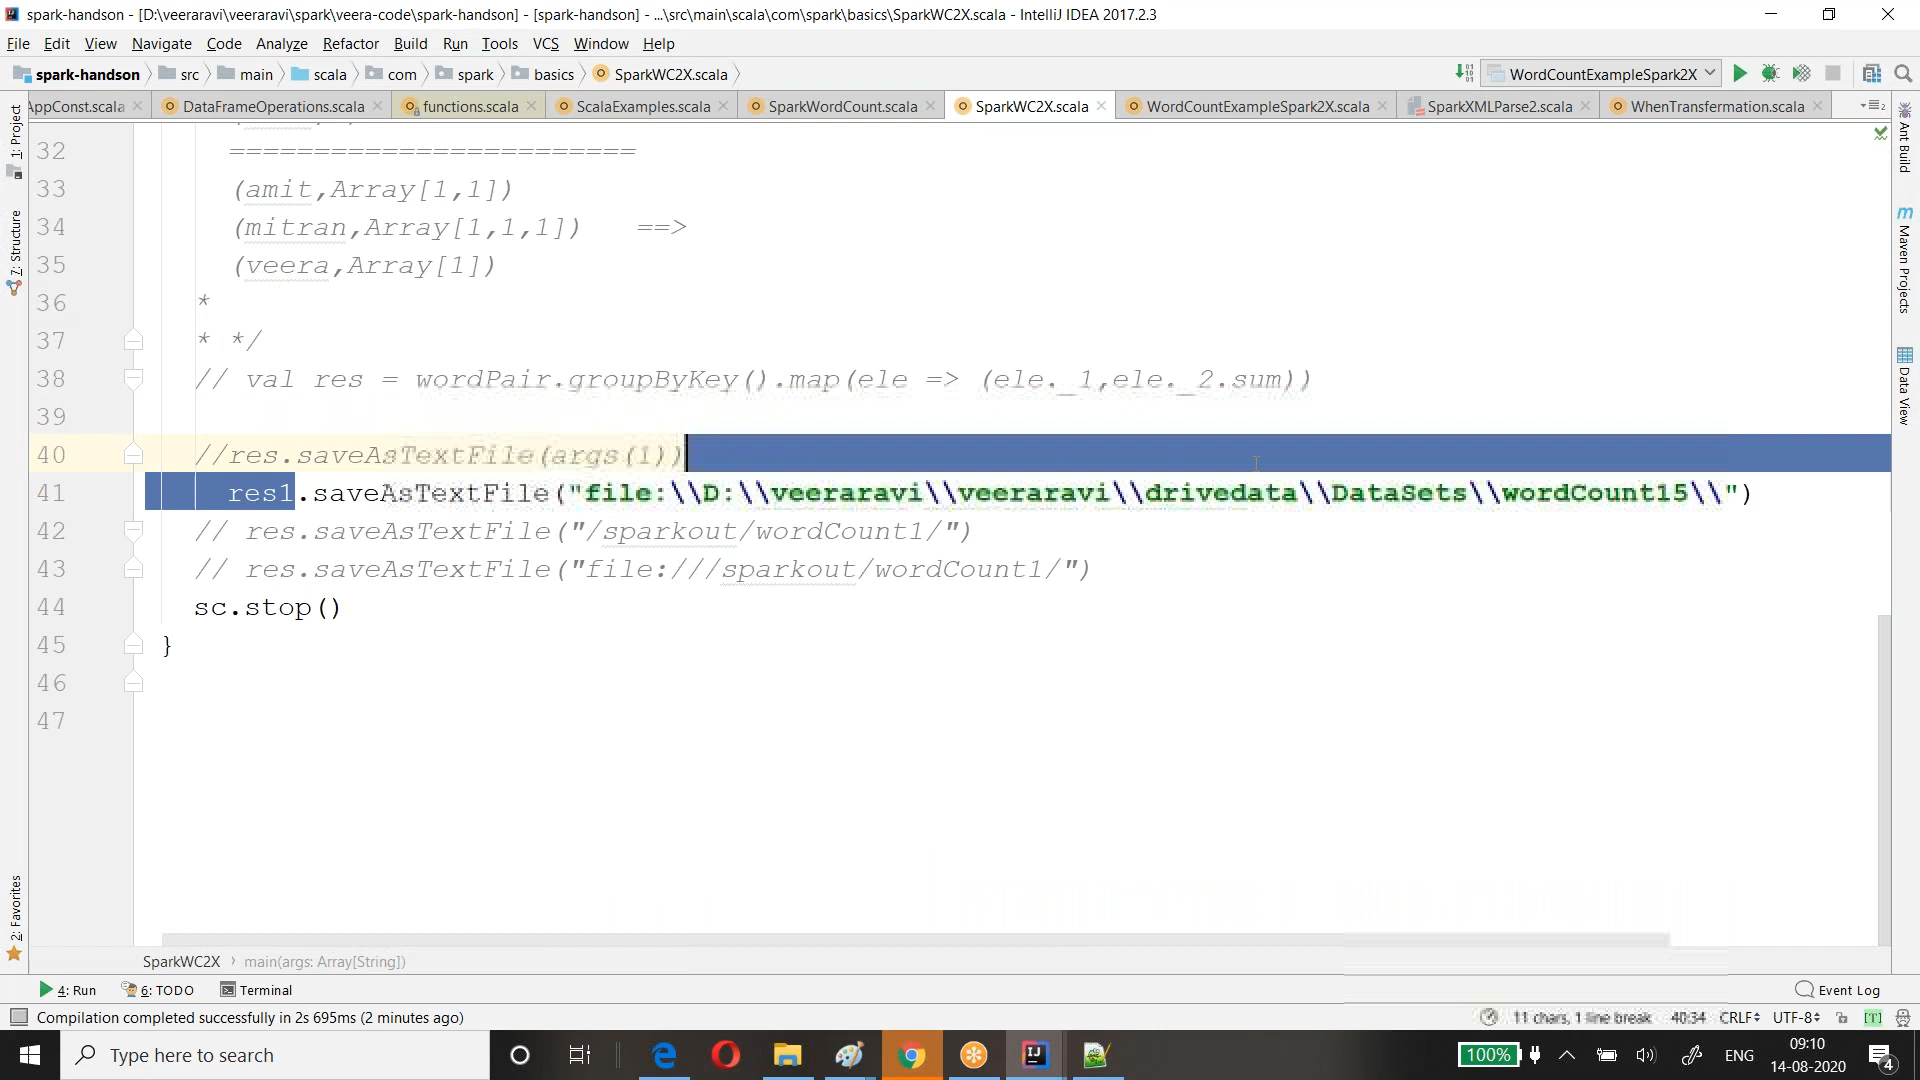 spark-handson - [D:\veeraravi\veeraravi\spark\veera-code\spark-handson] - [spark-handson] - ...\src\main\scala\com\spark\basics\SparkWC2X.scala - IntelliJ IDEA 2017.2.3
File Edit View Navigate Code Analyze Refactor Build Run Tools VCS Window Help
spark-handson src main scala com spark basics SparkWC2X.scala WordCountExampleSpark2X
AppConst.scala DataFrameOperations.scala functions.scala ScalaExamples.scala SparkWordCount.scala SparkWC2X.scala WordCountExampleSpark2X.scala SparkXMLParse2.scala WhenTransfermation.scala
1: Project
7: Structure
2: Favorites
Ant Build
Maven Projects
Data View
32 ========================
33 (amit,Array[1,1])
34 (mitran,Array[1,1,1]) ==>
35 (veera,Array[1])
36 *
37 * */
38 // val res = wordPair.groupByKey().map(ele => (ele._1,ele._2.sum))
39
40 //res.saveAsTextFile(args(1))
41 res1.saveAsTextFile("file:\\D:\\veeraravi\\veeraravi\\drivedata\\DataSets\\wordCount15\\")
42 // res.saveAsTextFile("/sparkout/wordCount1/")
43 // res.saveAsTextFile("file:///sparkout/wordCount1/")
44 sc.stop()
45 }
46
47
SparkWC2X main(args: Array[String])
4: Run 6: TODO Terminal Event Log
Compilation completed successfully in 2s 695ms (2 minutes ago) 11 chars, 1 line break 40:34 CRLF UTF-8 [T]
Type here to search 100% ENG 09:10
14-08-2020 4